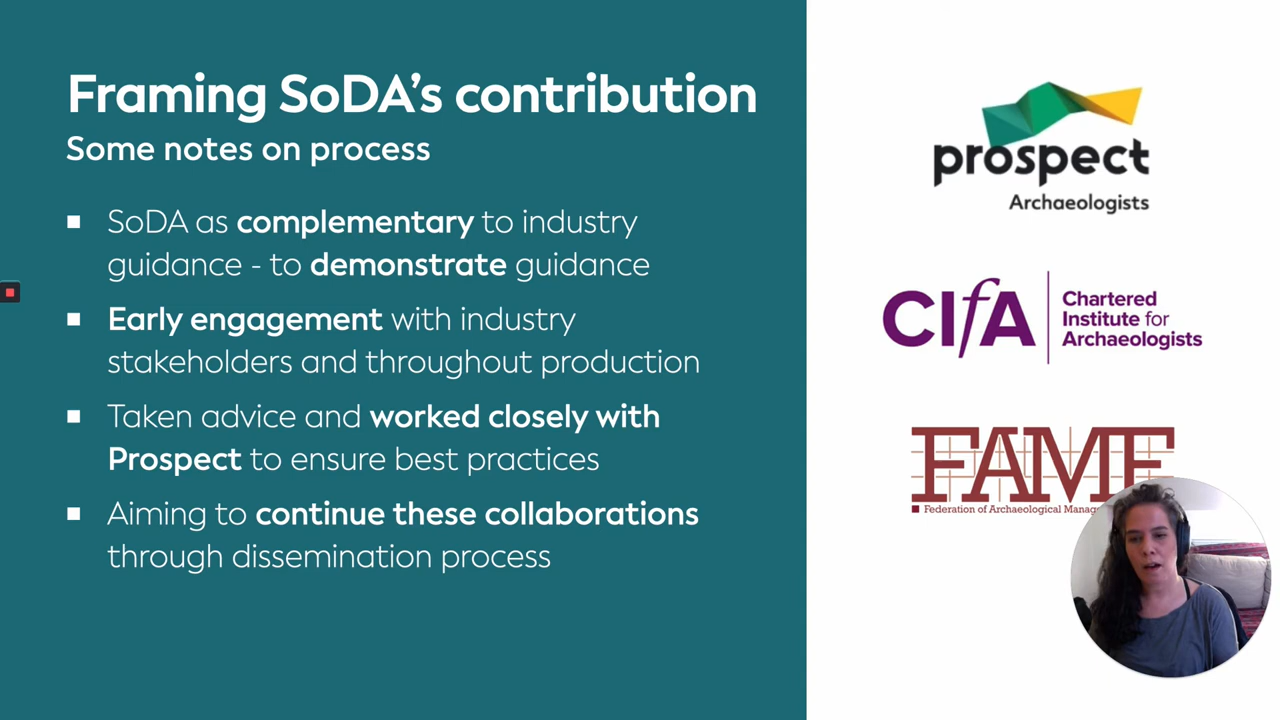 Framing SoDA's contribution
Some notes on process
SoDA as complementary to industry
guidance - to demonstrate guidance
Early engagement with industry
stakeholders and throughout production
Taken advice and worked closely with
Prospect to ensure best practices
Aiming to continue these collaborations
through dissemination process
prospect
Archaeologists
CIfA
Chartered
Institute for
Archaeologists
FAME
Federation of Archaeological